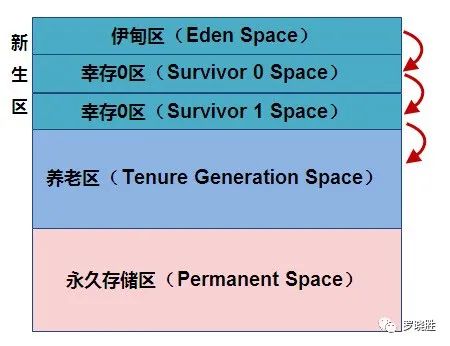 新生区
伊甸区（Eden Space）
幸存0区（Survivor 0 Space）
幸存0区（Survivor 1 Space）
养老区（Tenure Generation Space）
永久存储区（Permanent Space）
罗晓胜